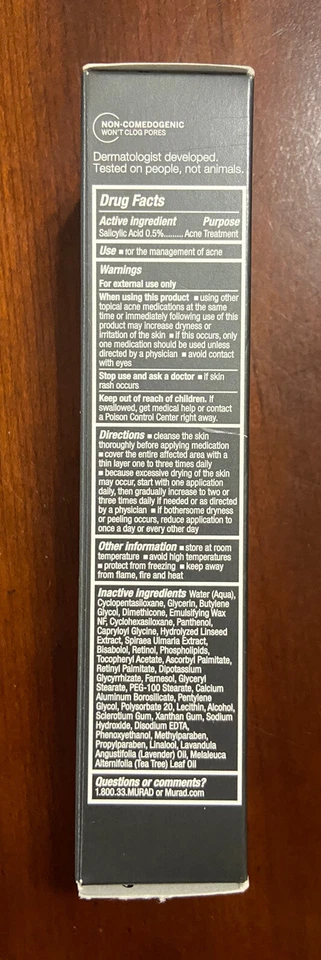 NON-COMEDOGENIC
WON'T CLOG PORES
Dermatologist developed.
Tested on people, not animals.
Drug Facts
Active ingredient Purpose
Salicylic Acid 0.5%......... Acne Treatment
Use ■ for the management of acne
Warnings
For external use only
When using this product ■ using other
topical acne medications at the same
time or immediately following use of this
product may increase dryness or
irritation of the skin ■ if this occurs, only
one medication should be used unless
directed by a physician ■ avoid contact
with eyes
Stop use and ask a doctor ■ if skin
rash occurs
Keep out of reach of children. If
swallowed, get medical help or contact
a Poison Control Center right away.
Directions ■ cleanse the skin
thoroughly before applying medication
■ cover the entire affected area with a
thin layer one to three times daily
■ because excessive drying of the skin
may occur, start with one application
daily, then gradually increase to two or
three times daily if needed or as directed
by a physician ■ if bothersome dryness
or peeling occurs, reduce application to
once a day or every other day
Other information ■ store at room
temperature ■ avoid high temperatures
■ protect from freezing ■ keep away
from flame, fire and heat
Inactive ingredients Water (Aqua),
Cyclopentasiloxane, Glycerin, Butylene
Glycol, Dimethicone, Emulsifying Wax
NF, Cyclohexasiloxane, Panthenol,
Capryloyl Glycine, Hydrolyzed Linseed
Extract, Spiraea Ulmaria Extract,
Bisabolol, Retinol, Phospholipids,
Tocopheryl Acetate, Ascorbyl Palmitate,
Retinyl Palmitate, Dipotassium
Glycyrrhizate, Farnesol, Glyceryl
Stearate, PEG-100 Stearate, Calcium
Aluminum Borosilicate, Pentylene
Glycol, Polysorbate 20, Lecithin, Alcohol,
Sclerotium Gum, Xanthan Gum, Sodium
Hydroxide, Disodium EDTA,
Phenoxyethanol, Methylparaben,
Propylparaben, Linalool, Lavandula
Angustifolia (Lavender) Oil, Melaleuca
Alternifolia (Tea Tree) Leaf Oil
Questions or comments?
1.800.33.MURAD or Murad.com